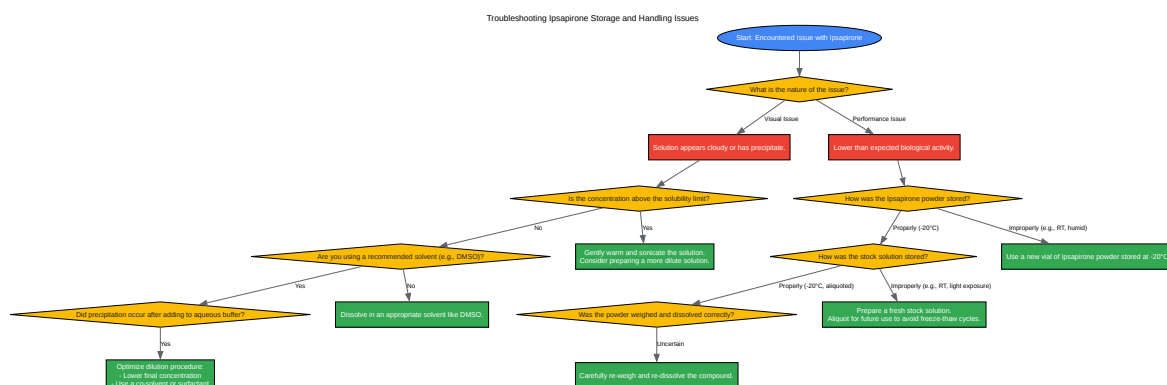 Troubleshooting Ipsapirone Storage and Handling Issues
Start: Encountered Issue with Ipsapirone
What is the nature of the issue?
Visual Issue
Performance Issue
Solution appears cloudy or has precipitate.
Lower than expected biological activity.
Is the concentration above the solubility limit?
How was the Ipsapirone powder stored?
No
Yes
Properly (-20°C)
Improperly (e.g., RT, humid)
Are you using a recommended solvent (e.g., DMSO)?
Gently warm and sonicate the solution.
Consider preparing a more dilute solution.
How was the stock solution stored?
Use a new vial of Ipsapirone powder stored at -20°C
Yes
No
Properly (-20°C, aliquoted)
Improperly (e.g., RT, light exposure)
Did precipitation occur after adding to aqueous buffer?
Dissolve in an appropriate solvent like DMSO.
Was the powder weighed and dissolved correctly?
Prepare a fresh stock solution.
Aliquot for future use to avoid freeze-thaw cycles.
Yes
Uncertain
Optimize dilution procedure:
- Lower final concentration
- Use a co-solvent or surfactant
Carefully re-weigh and re-dissolve the compound.